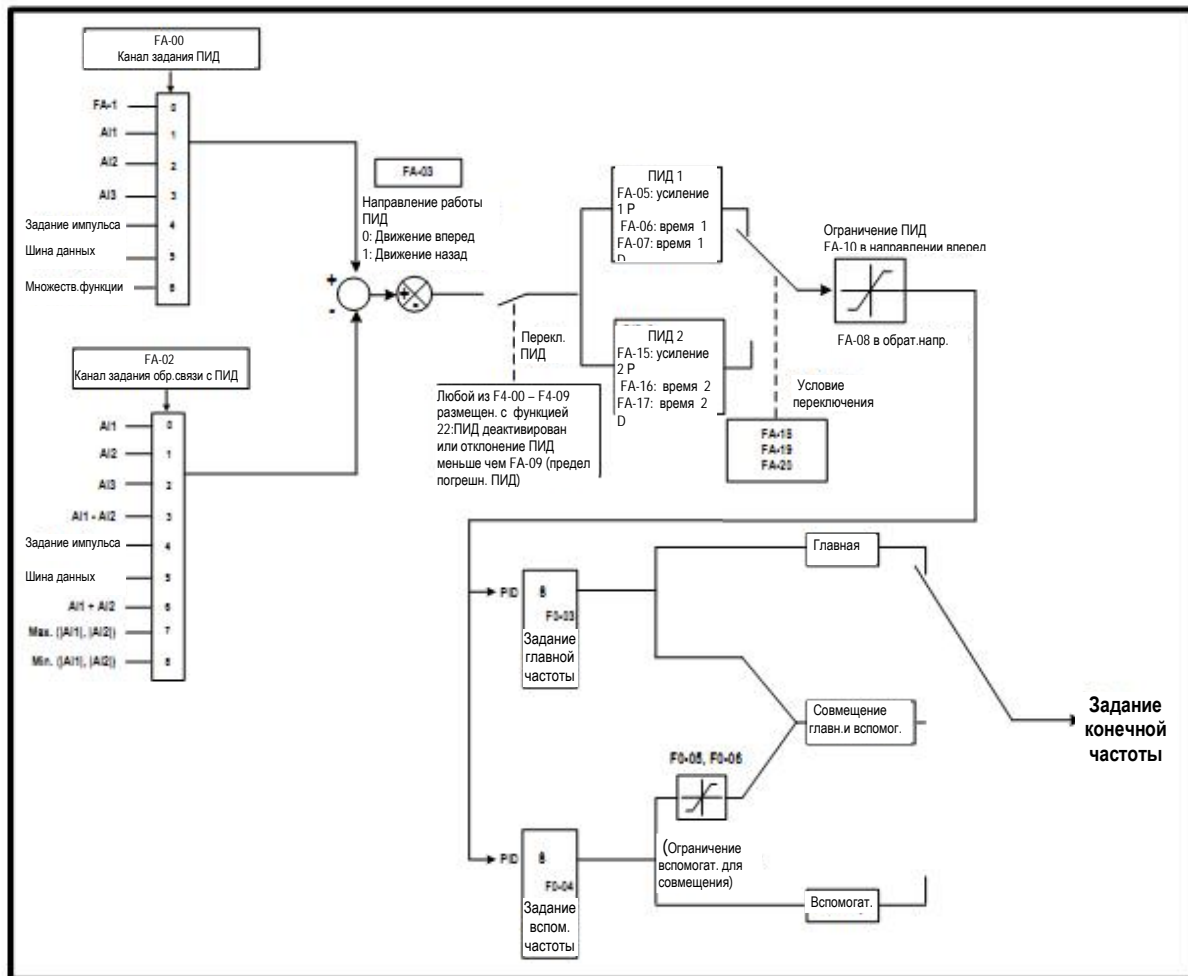 FA-00
Канал задания ПИД
FA-1
0
AI1
1
AI2
2
AI3
3
Задание импульса
4
Шина данных
5
Множеств.функции
6
FA-03
Направление работы
ПИД
0: Движение вперед
1: Движение назад
+
-
+
-
FA-02
Канал задания обр.связи с ПИД
AI1
0
AI2
1
AI3
2
AI1 - AI2
3
Задание импульса
4
Шина данных
5
AI1 + AI2
6
Max. (|AI1|, |AI2|)
7
Min. (|AI1|, |AI2|)
8
Перекл.
ПИД
Любой из F4-00 – F4-09
размещен. с функцией
22:ПИД деактивирован
или отклонение ПИД
меньше чем FA-09 (предел
погрешн. ПИД)
ПИД 1
FA-05: усиление
1 P
FA-06: время 1
FA-07: время 1
D
ПИД 2
FA-15: усиление
2 P
FA-16: время 2
FA-17: время 2
D
Условие
переключения
FA-18
FA-19
FA-20
Ограничение ПИД
FA-10 в направлении вперед
FA-08 в обрат.напр.
PID
8
F0-03
Задание
главной
частоты
Главная
Совмещение
главн.и вспомог.
F0-05, F0-06
(Ограничение
вспомогат. для
совмещения)
PID
8
F0-04
Задание
вспом.
частоты
Вспомогат.
Задание
конечной
частоты